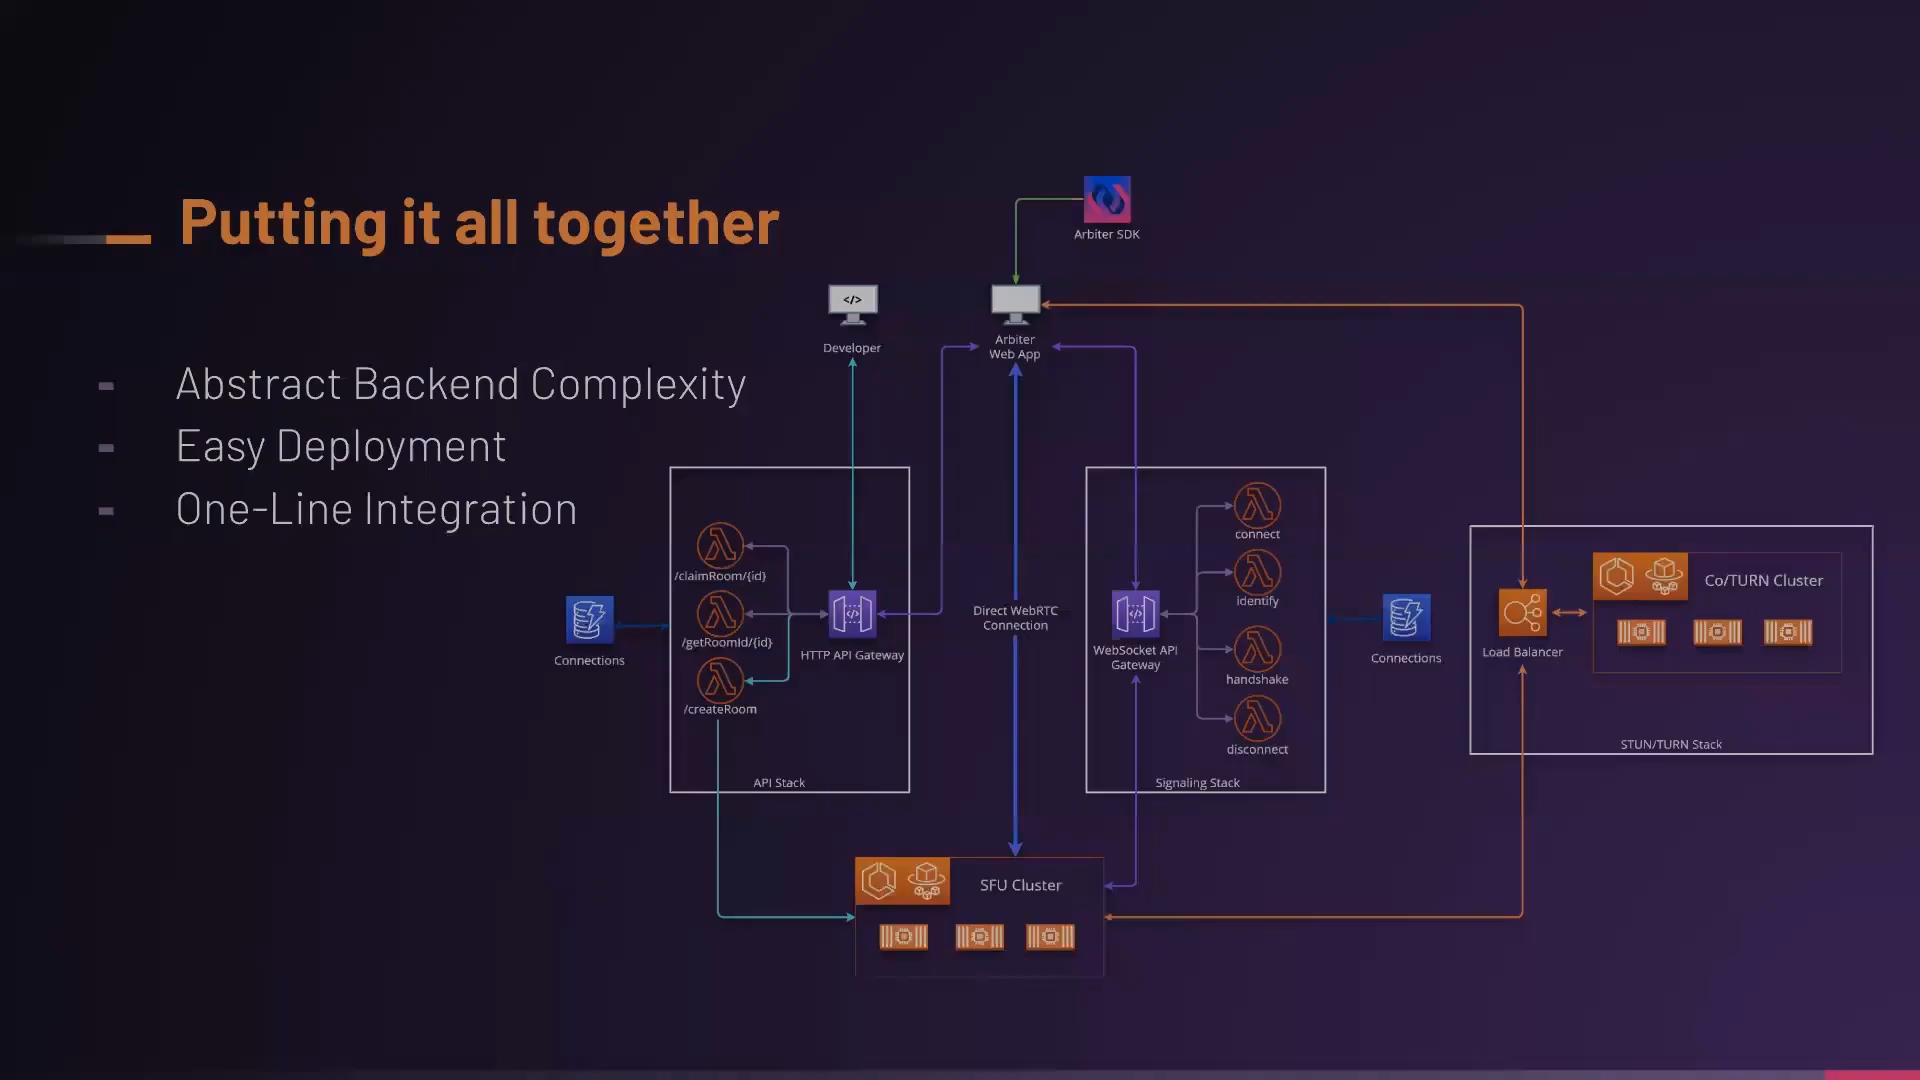 Putting it all together
- Abstract Backend Complexity
- Easy Deployment
- One-Line Integration
Arbiter SDK
</>
Developer
Arbiter
Web App
/claimRoom/{id}
/getRoomId/{id}
/createRoom
</>
HTTP API Gateway
API Stack
Connections
Direct WebRTC
Connection
</>
WebSocket API
Gateway
connect
identify
handshake
disconnect
Signaling Stack
Connections
Load Balancer
Co/TURN Cluster
STUN/TURN Stack
SFU Cluster